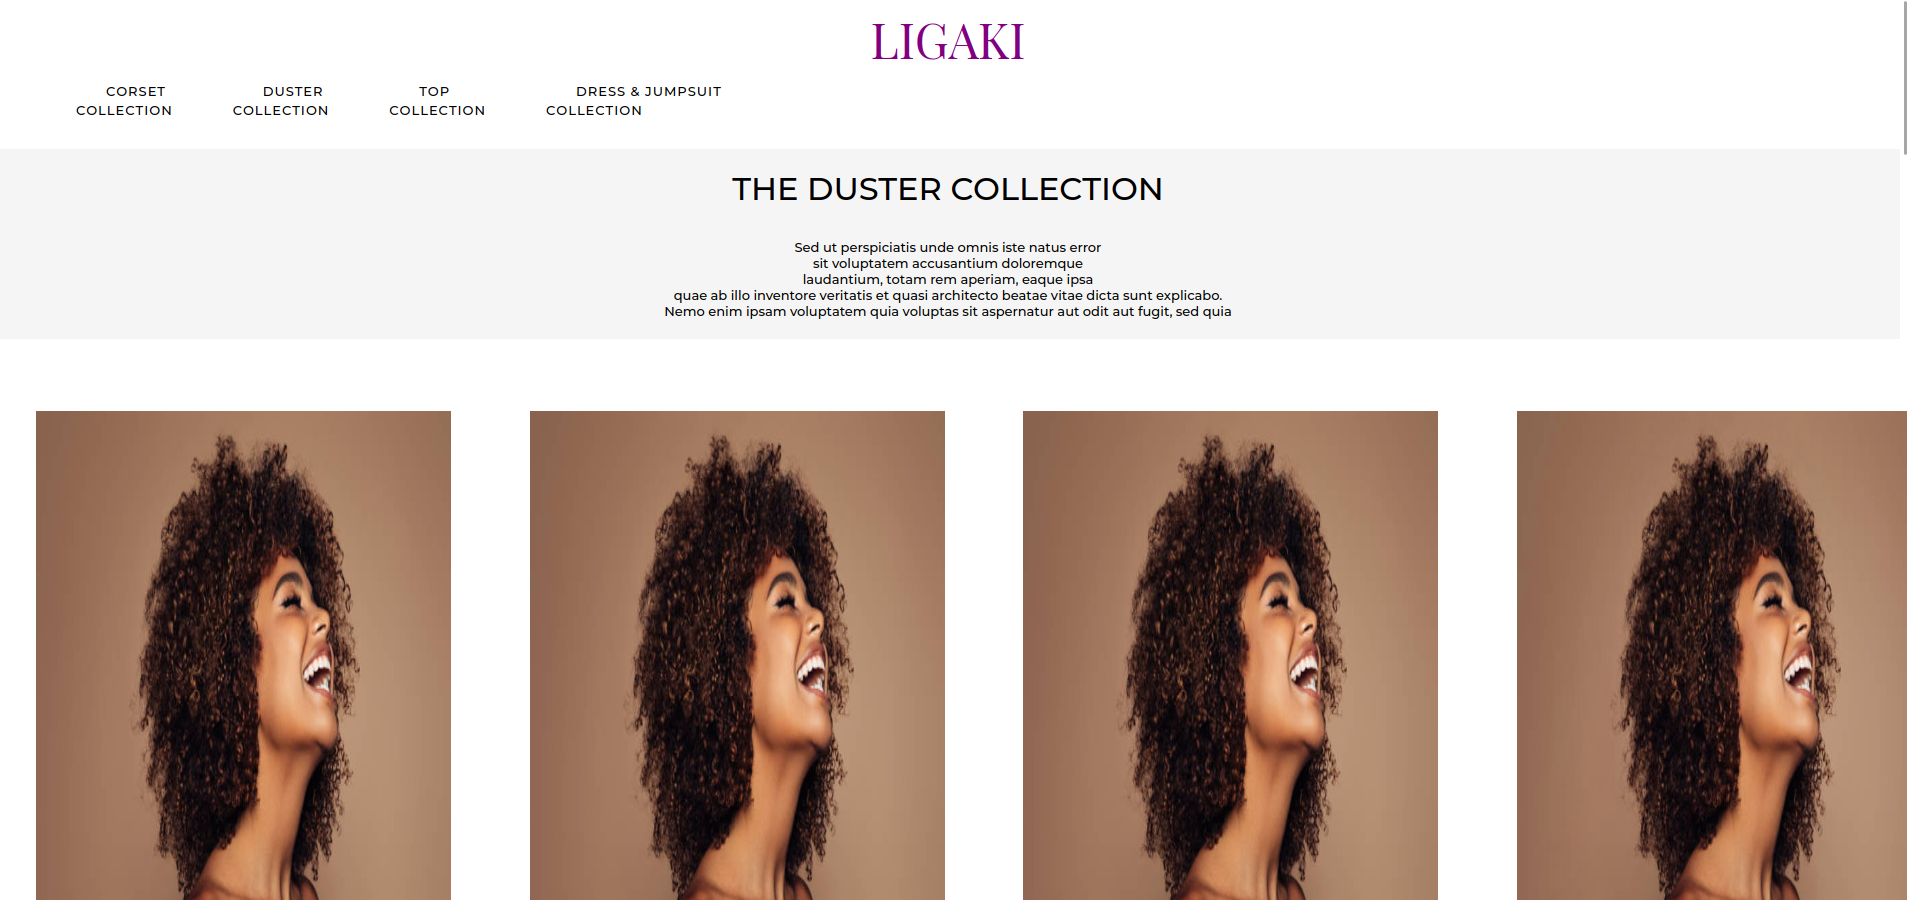 LIGAKI
CORSET
COLLECTION
DUSTER
COLLECTION
TOP
COLLECTION
DRESS & JUMPSUIT
COLLECTION
THE DUSTER COLLECTION
Sed ut perspiciatis unde omnis iste natus error
sit voluptatem accusantium doloremque
laudantium, totam rem aperiam, eaque ipsa
quae ab illo inventore veritatis et quasi architecto beatae vitae dicta sunt explicabo.
Nemo enim ipsam voluptatem quia voluptas sit aspernatur aut odit aut fugit, sed quia